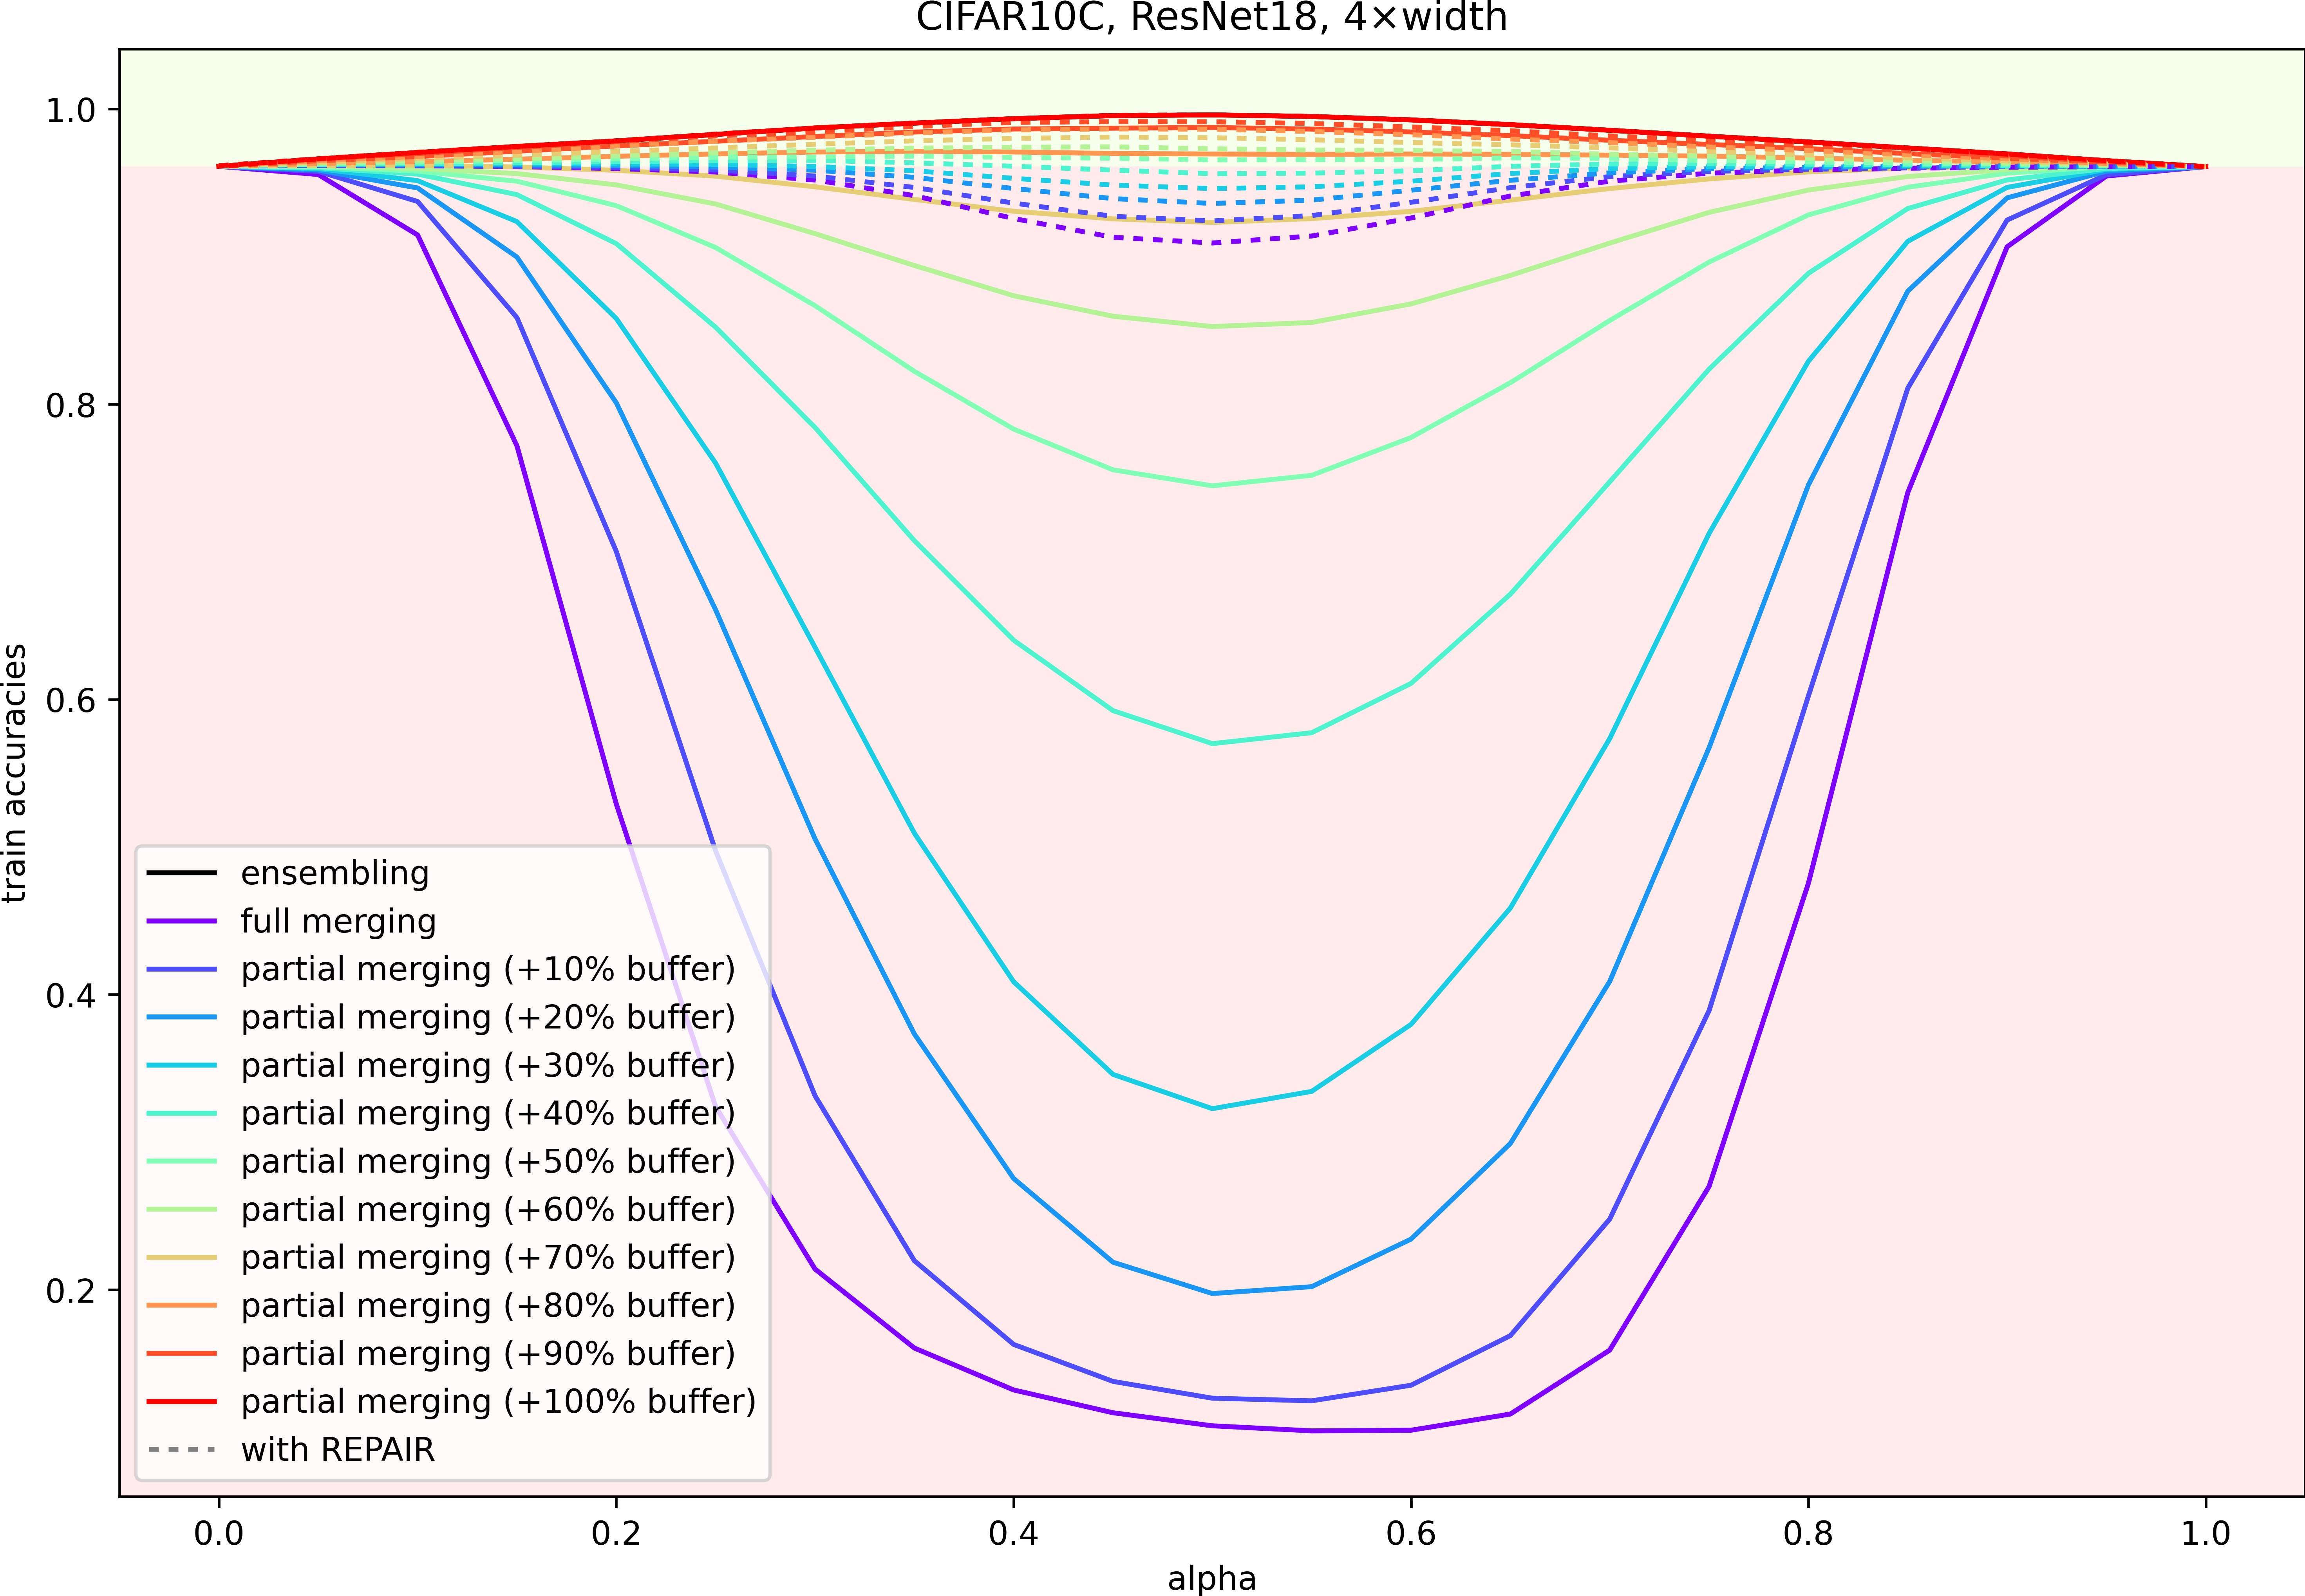 CIFAR10C, ResNet18, 4×width
train accuracies
1.0
0.8
0.6
0.4
0.2
ensembling
full merging
partial merging (+10% buffer)
partial merging (+20% buffer)
partial merging (+30% buffer)
partial merging (+40% buffer)
partial merging (+50% buffer)
partial merging (+60% buffer)
partial merging (+70% buffer)
partial merging (+80% buffer)
partial merging (+90% buffer)
partial merging (+100% buffer)
with REPAIR
0.0 0.2 0.4 0.6 0.8 1.0
alpha